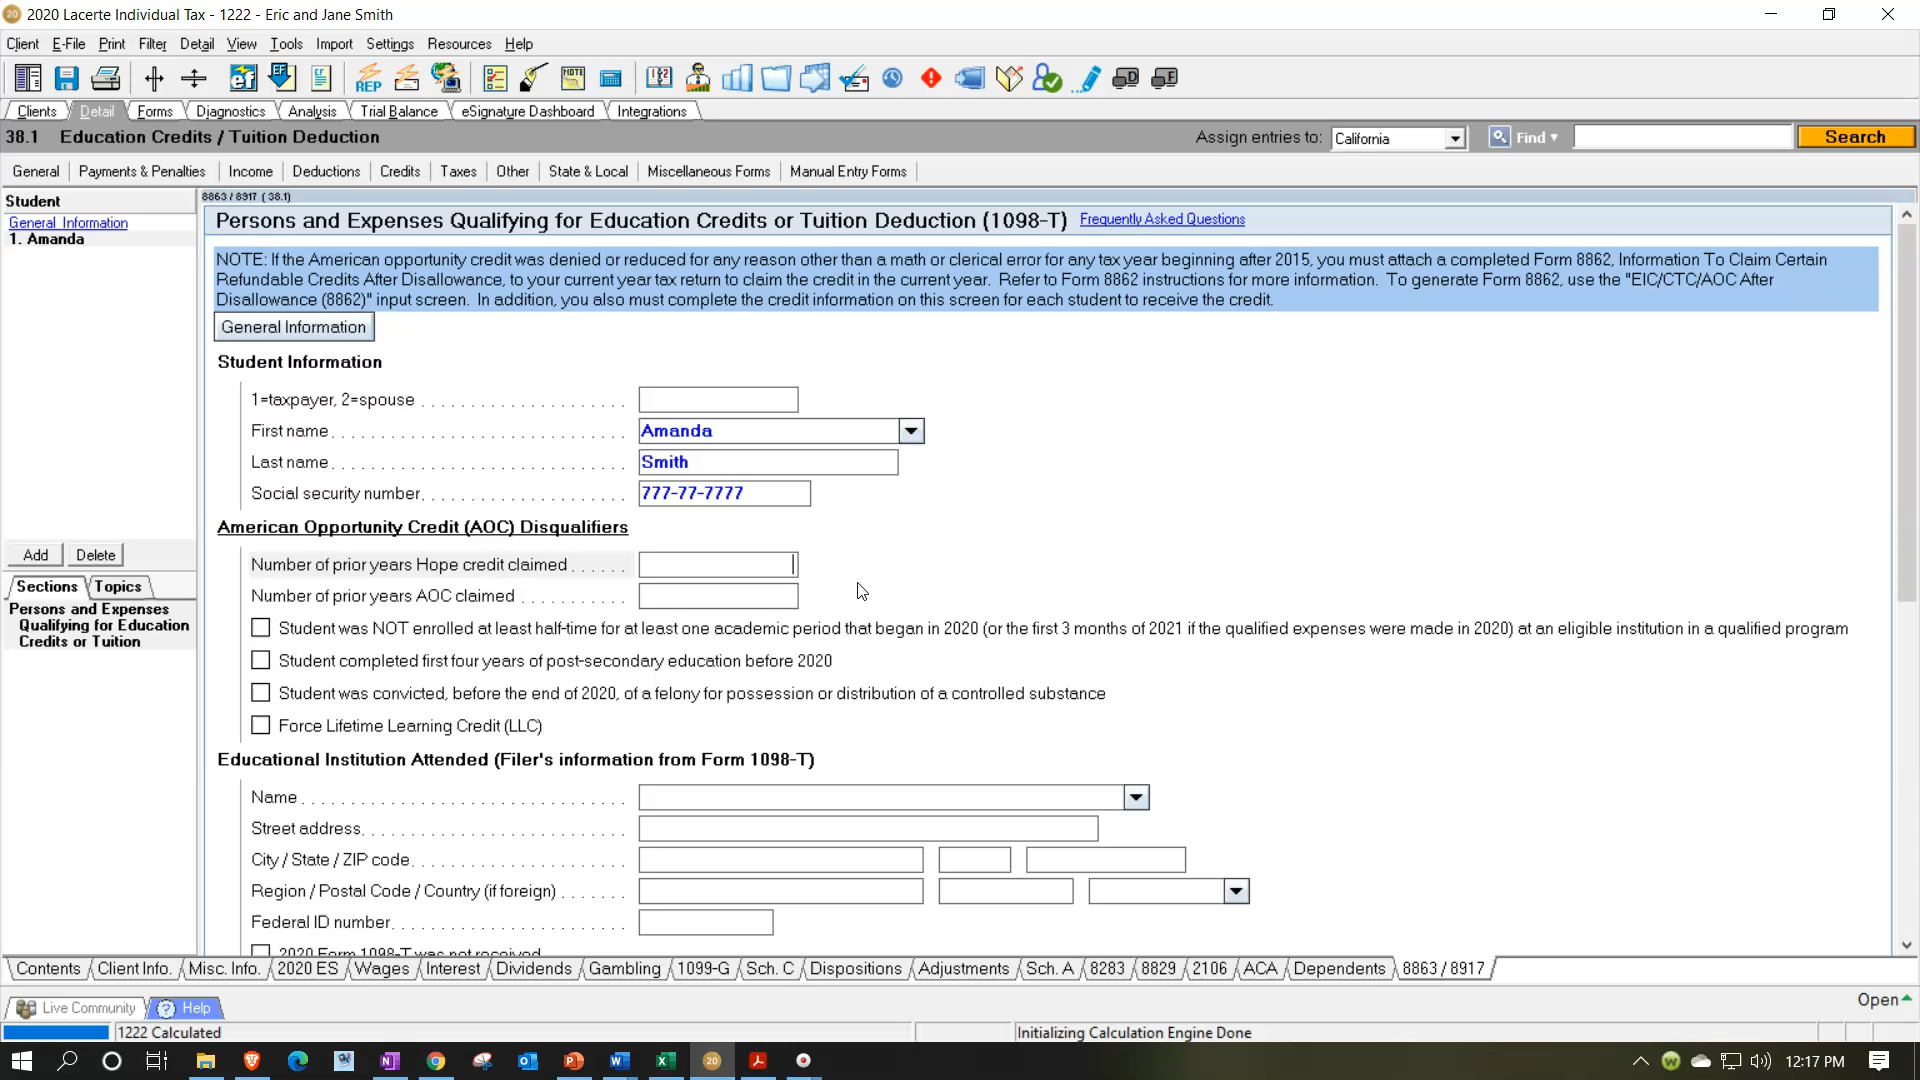 2020 Lacerte Individual Tax - 1222 - Eric and Jane Smith
Client E-File Print Filter Detail View Tools Import Settings Resources Help
Clients Detail Forms Diagnostics Analysis Trial Balance eSignature Dashboard Integrations
38.1 Education Credits / Tuition Deduction Assign entries to: California Find Search
General Payments & Penalties Income Deductions Credits Taxes Other State & Local Miscellaneous Forms Manual Entry Forms
Student
General Information
1. Amanda
8863 / 8917 ( 38.1)
Persons and Expenses Qualifying for Education Credits or Tuition Deduction (1098-T) Frequently Asked Questions
NOTE: If the American opportunity credit was denied or reduced for any reason other than a math or clerical error for any tax year beginning after 2015, you must attach a completed Form 8862, Information To Claim Certain
Refundable Credits After Disallowance, to your current year tax return to claim the credit in the current year. Refer to Form 8862 instructions for more information. To generate Form 8862, use the "EIC/CTC/AOC After
Disallowance (8862)" input screen. In addition, you also must complete the credit information on this screen for each student to receive the credit.
General Information
Student Information
1=taxpayer, 2=spouse
First name Amanda
Last name Smith
Social security number 777-77-7777
American Opportunity Credit (AOC) Disqualifiers
Number of prior years Hope credit claimed
Number of prior years AOC claimed
Student was NOT enrolled at least half-time for at least one academic period that began in 2020 (or the first 3 months of 2021 if the qualified expenses were made in 2020) at an eligible institution in a qualified program
Student completed first four years of post-secondary education before 2020
Student was convicted, before the end of 2020, of a felony for possession or distribution of a controlled substance
Force Lifetime Learning Credit (LLC)
Educational Institution Attended (Filer's information from Form 1098-T)
Name
Street address
City / State / ZIP code
Region / Postal Code / Country (if foreign)
Federal ID number
2020 Form 1098-T was not received
Add Delete
Sections Topics
Persons and Expenses
Qualifying for Education
Credits or Tuition
Contents Client Info. Misc. Info. 2020 ES Wages Interest Dividends Gambling 1099-G Sch. C Dispositions Adjustments Sch. A 8283 8829 2106 ACA Dependents 8863 / 8917
Live Community Help Open
1222 Calculated Initializing Calculation Engine Done
12:17 PM